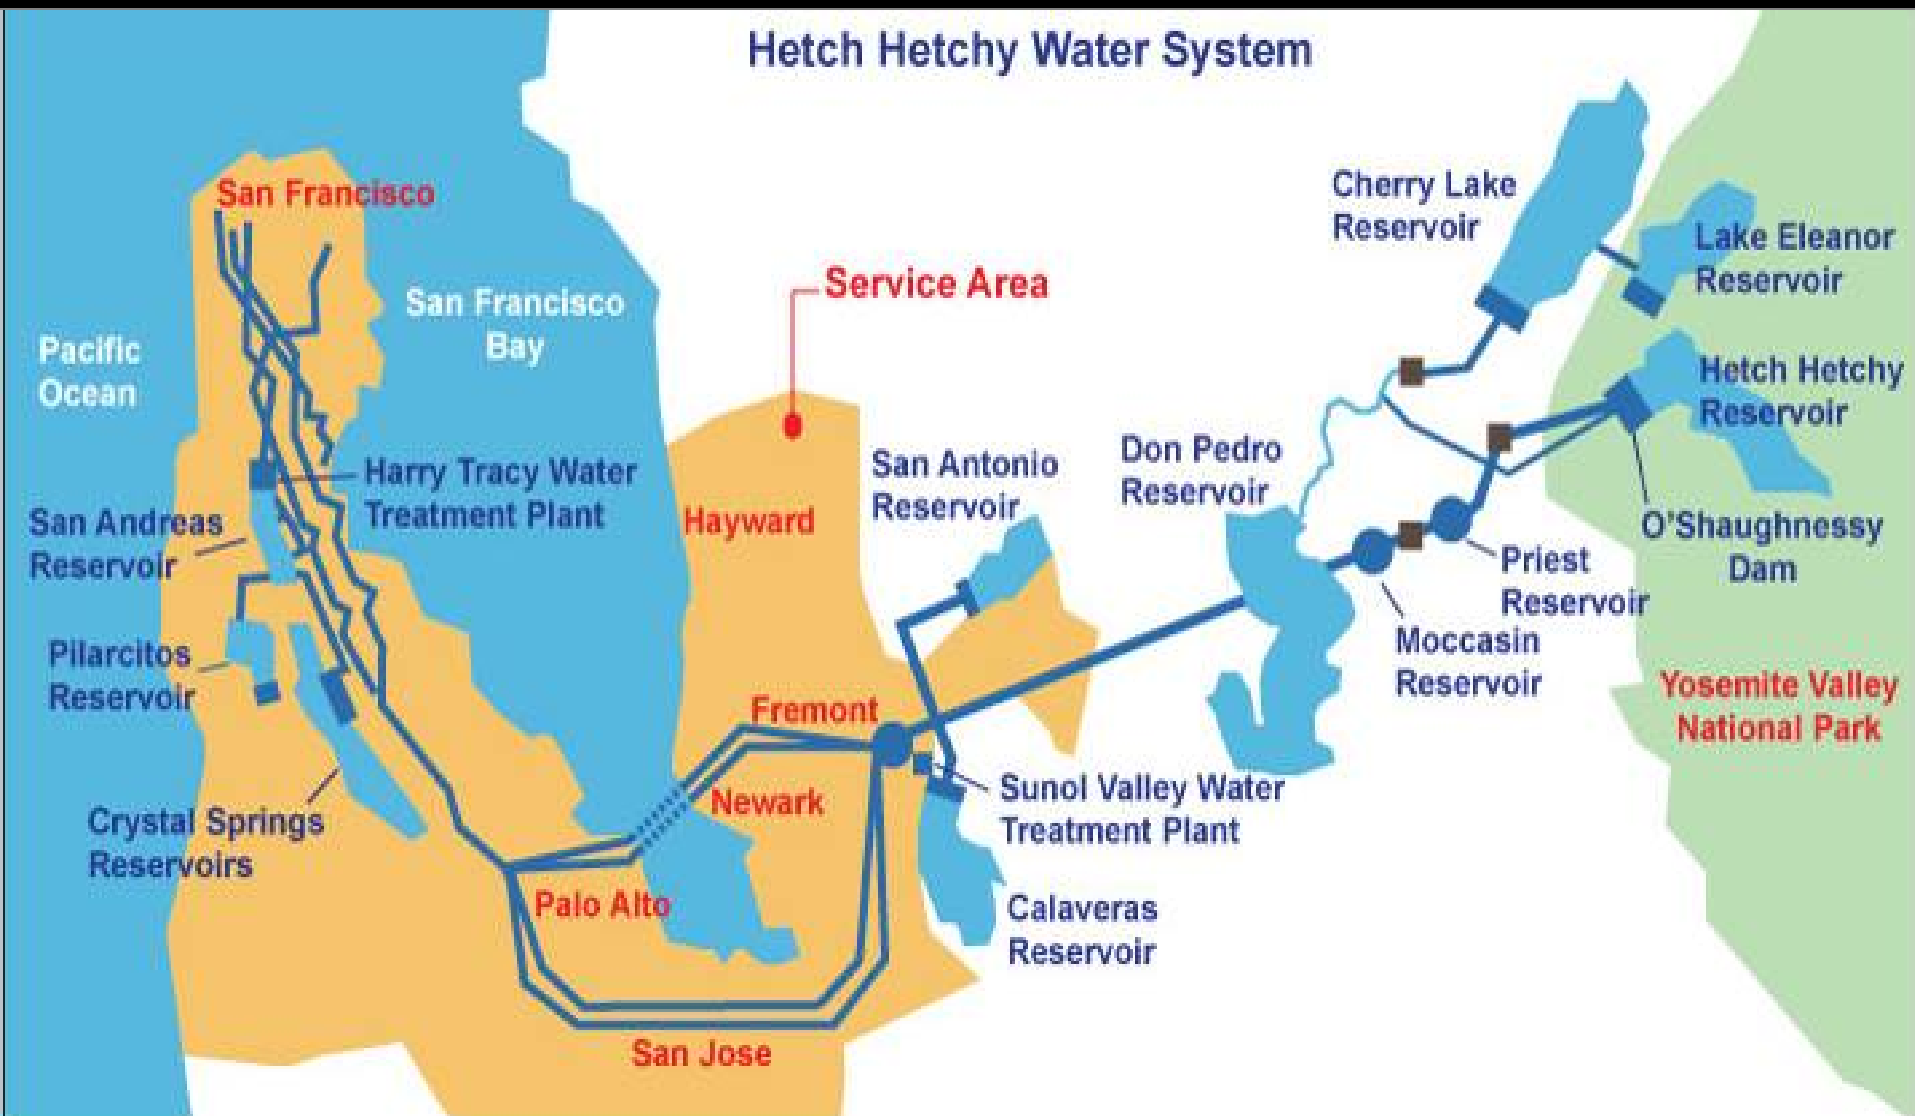 Hetch Hetchy Water System
San Francisco
Pacific
Ocean
San Francisco
Bay
Service Area
Cherry Lake
Reservoir
Lake Eleanor
Reservoir
Hetch Hetchy
Reservoir
Harry Tracy Water
Treatment Plant
San Andreas
Reservoir
Hayward
San Antonio
Reservoir
Don Pedro
Reservoir
O'Shaughnessy
Dam
Priest
Reservoir
Moccasin
Reservoir
Pilarcitos
Reservoir
Yosemite Valley
National Park
Fremont
Newark
Sunol Valley Water
Treatment Plant
Crystal Springs
Reservoirs
Palo Alto
Calaveras
Reservoir
San Jose